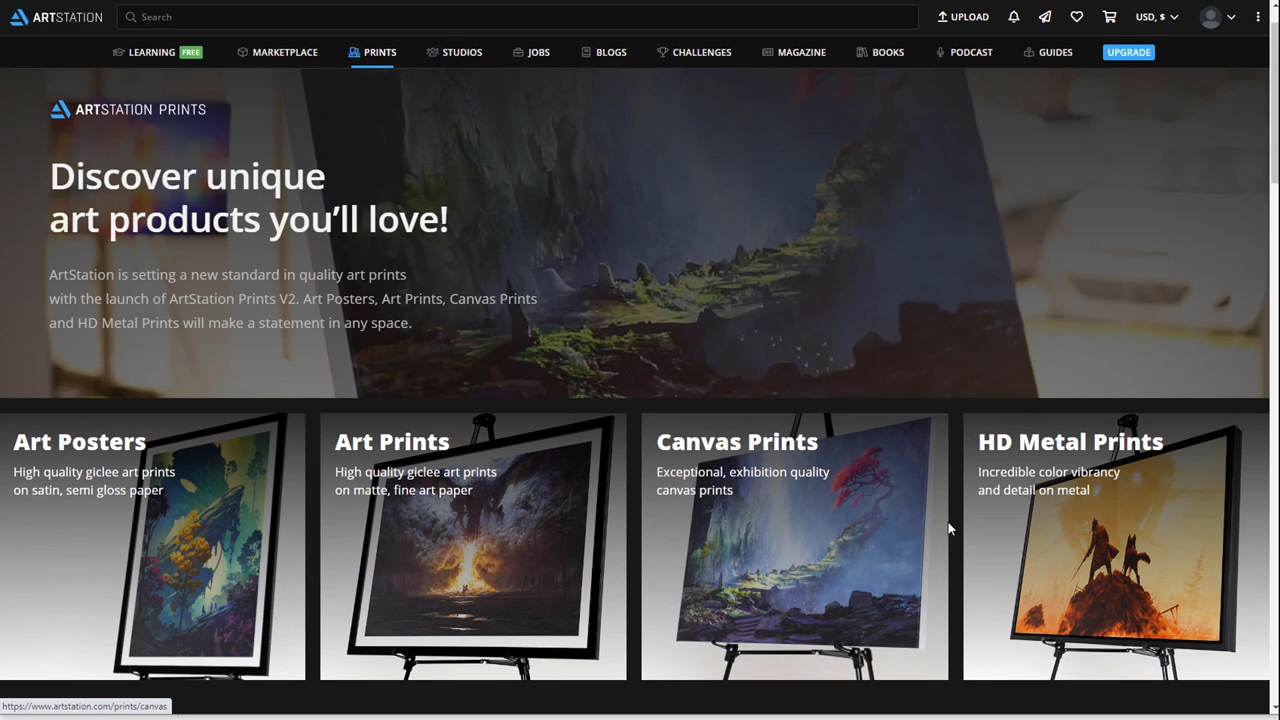 ARTSTATION
Search
UPLOAD
USD, $
LEARNING FREE
MARKETPLACE
PRINTS
STUDIOS
JOBS
BLOGS
CHALLENGES
MAGAZINE
BOOKS
PODCAST
GUIDES
UPGRADE
ARTSTATION PRINTS
Discover unique
art products you’ll love!
ArtStation is setting a new standard in quality art prints
with the launch of ArtStation Prints V2. Art Posters, Art Prints, Canvas Prints
and HD Metal Prints will make a statement in any space.
Art Posters
High quality giclee art prints
on satin, semi gloss paper
Art Prints
High quality giclee art prints
on matte, fine art paper
Canvas Prints
Exceptional, exhibition quality
canvas prints
HD Metal Prints
Incredible color vibrancy
and detail on metal
https://www.artstation.com/prints/canvas